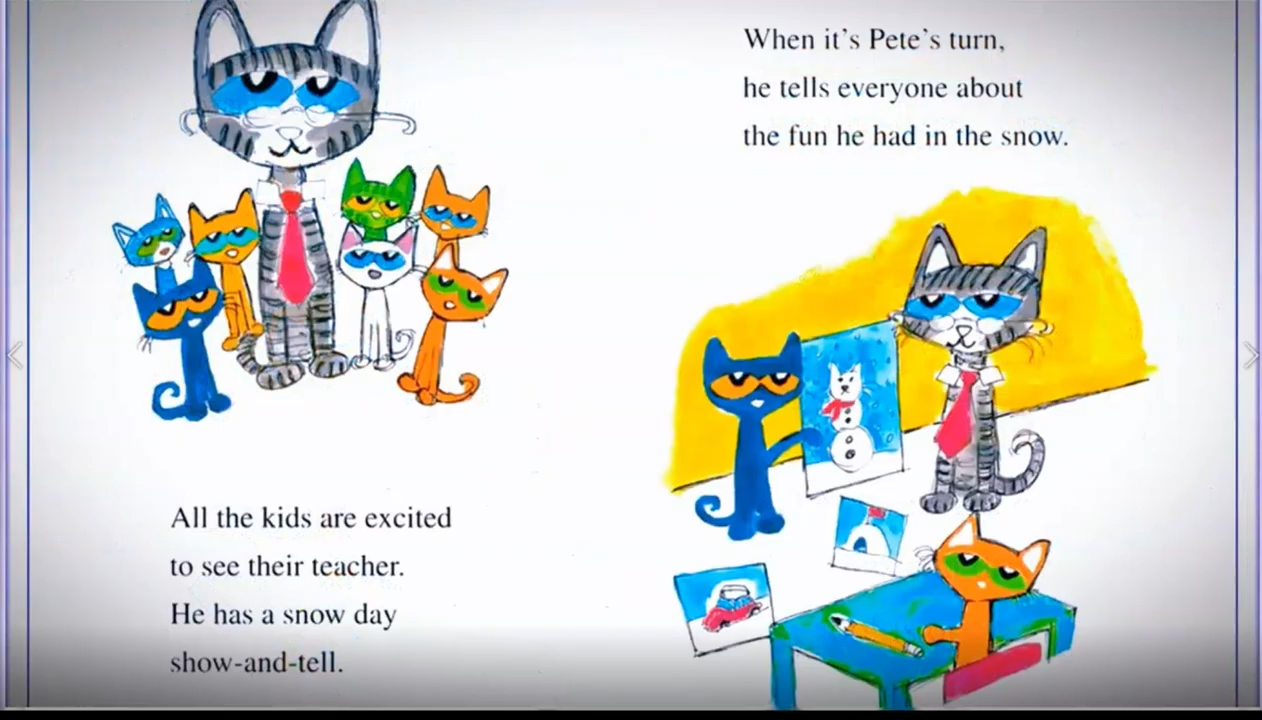 All the kids are excited
to see their teacher.
He has a snow day
show-and-tell.
When it’s Pete’s turn,
he tells everyone about
the fun he had in the snow.